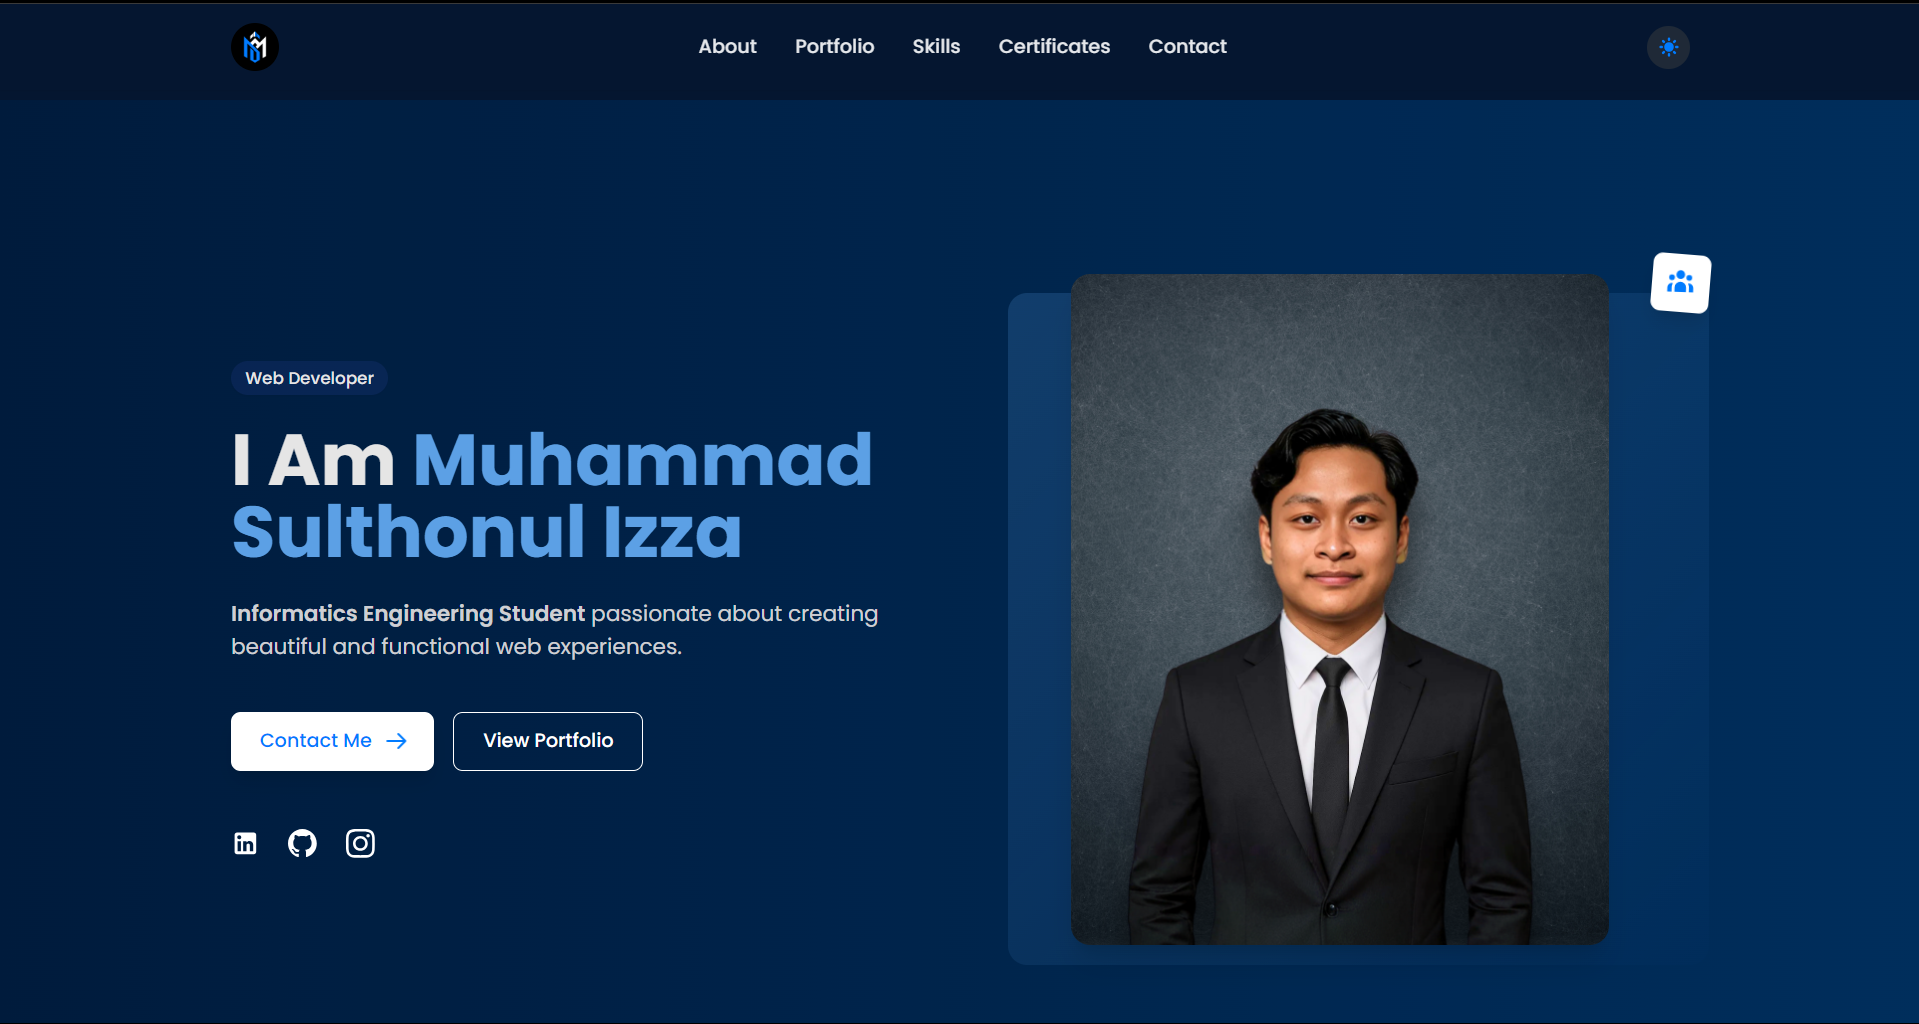 About
Portfolio
Skills
Certificates
Contact
Web Developer
I Am Muhammad
Sulthonul Izza
Informatics Engineering Student passionate about creating
beautiful and functional web experiences.
Contact Me
View Portfolio
in